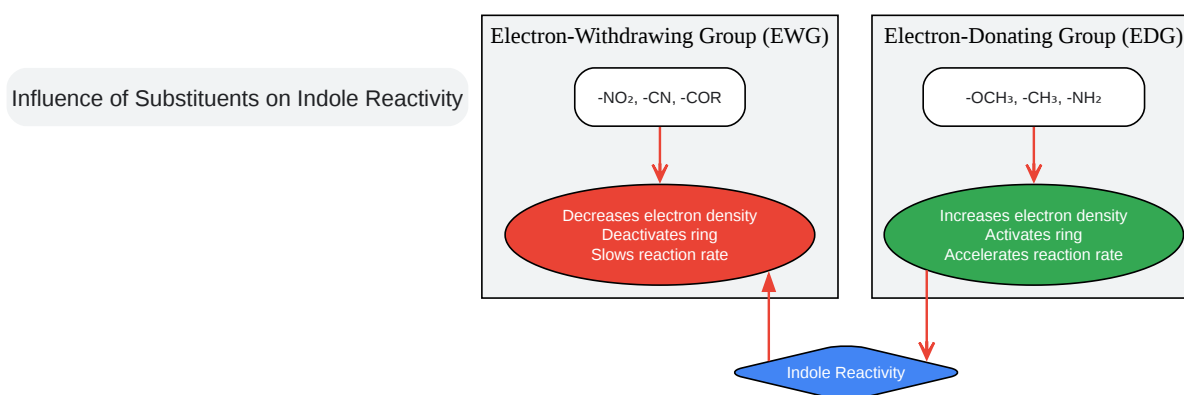 Influence of Substituents on Indole Reactivity
Electron-Withdrawing Group (EWG)
-NO₂, -CN, -COR
Decreases electron density
Deactivates ring
Slows reaction rate
Electron-Donating Group (EDG)
-OCH₃, -CH₃, -NH₂
Increases electron density
Activates ring
Accelerates reaction rate
Indole Reactivity